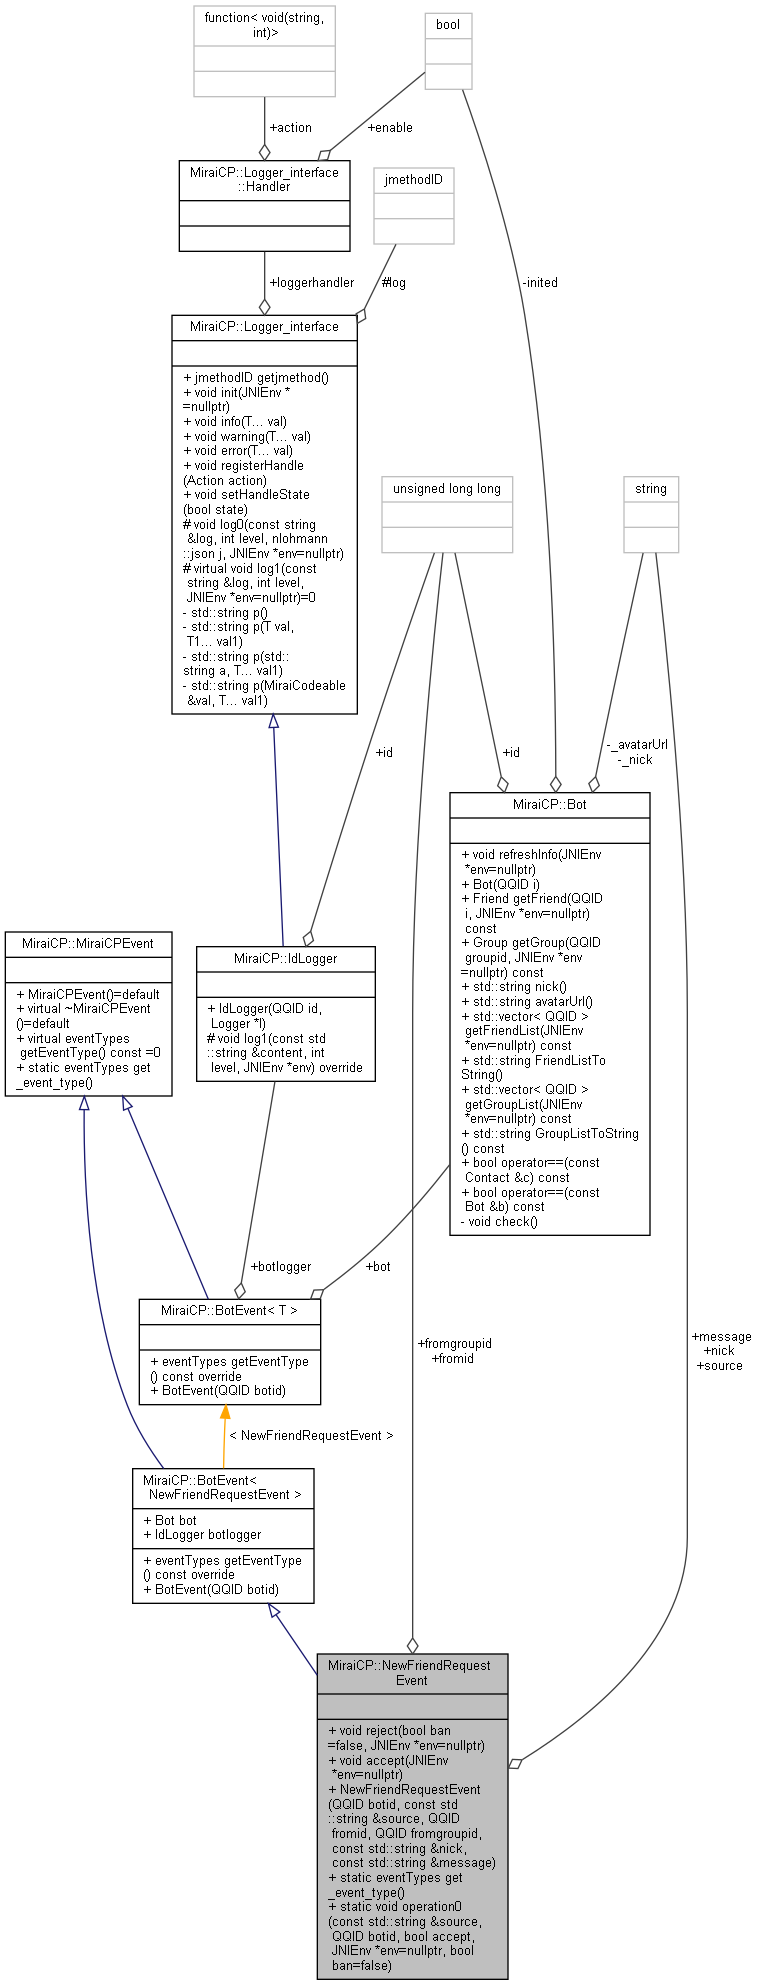 function< void(string,
int)>
bool
+action
+enable
MiraiCP::Logger_interface
::Handler
jmethodID
+loggerhandler
#log
-inited
MiraiCP::Logger_interface
+ jmethodID getjmethod()
+ void init(JNIEnv *
=nullptr)
+ void info(T... val)
+ void warning(T... val)
+ void error(T... val)
+ void registerHandle
(Action action)
+ void setHandleState
(bool state)
# void log0(const string
&log, int level, nlohmann
::json j, JNIEnv *env=nullptr)
# virtual void log1(const
string &log, int level,
JNIEnv *env=nullptr)=0
- std::string p()
- std::string p(T val,
T1... val1)
- std::string p(std::
string a, T... val1)
- std::string p(MiraiCodeable
&val, T... val1)
unsigned long long
string
+id
+id
-_avatarUrl
-_nick
MiraiCP::Bot
+ void refreshInfo(JNIEnv
*env=nullptr)
+ Bot(QQID i)
+ Friend getFriend(QQID
i, JNIEnv *env=nullptr)
const
+ Group getGroup(QQID
groupid, JNIEnv *env
=nullptr) const
+ std::string nick()
+ std::string avatarUrl()
+ std::vector< QQID >
getFriendList(JNIEnv
*env=nullptr) const
+ std::string FriendListTo
String()
+ std::vector< QQID >
getGroupList(JNIEnv
*env=nullptr) const
+ std::string GroupListToString
() const
+ bool operator==(const
Contact &c) const
+ bool operator==(const
Bot &b) const
- void check()
MiraiCP::MiraiCPEvent
+ MiraiCPEvent()=default
+ virtual ~MiraiCPEvent
()=default
+ virtual eventTypes
getEventType() const =0
+ static eventTypes get
_event_type()
MiraiCP::IdLogger
+ IdLogger(QQID id,
Logger *l)
# void log1(const std
::string &content, int
level, JNIEnv *env) override
+botlogger
+bot
MiraiCP::BotEvent< T >
+ eventTypes getEventType
() const override
+ BotEvent(QQID botid)
+fromgroupid
+fromid
+message
+nick
+source
< NewFriendRequestEvent >
MiraiCP::BotEvent<
NewFriendRequestEvent >
+ Bot bot
+ IdLogger botlogger
+ eventTypes getEventType
() const override
+ BotEvent(QQID botid)
MiraiCP::NewFriendRequest
Event
+ void reject(bool ban
=false, JNIEnv *env=nullptr)
+ void accept(JNIEnv
*env=nullptr)
+ NewFriendRequestEvent
(QQID botid, const std
::string &source, QQID
fromid, QQID fromgroupid,
const std::string &nick,
const std::string &message)
+ static eventTypes get
_event_type()
+ static void operation0
(const std::string &source,
QQID botid, bool accept,
JNIEnv *env=nullptr, bool
ban=false)